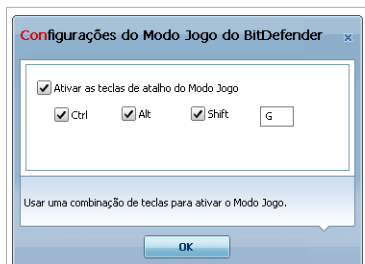 Configurações do Modo Jogo do BitDefender
Ativar as teclas de atalho do Modo Jogo
Ctrl Alt Shift G
Usar uma combinação de teclas para ativar o Modo Jogo.
OK